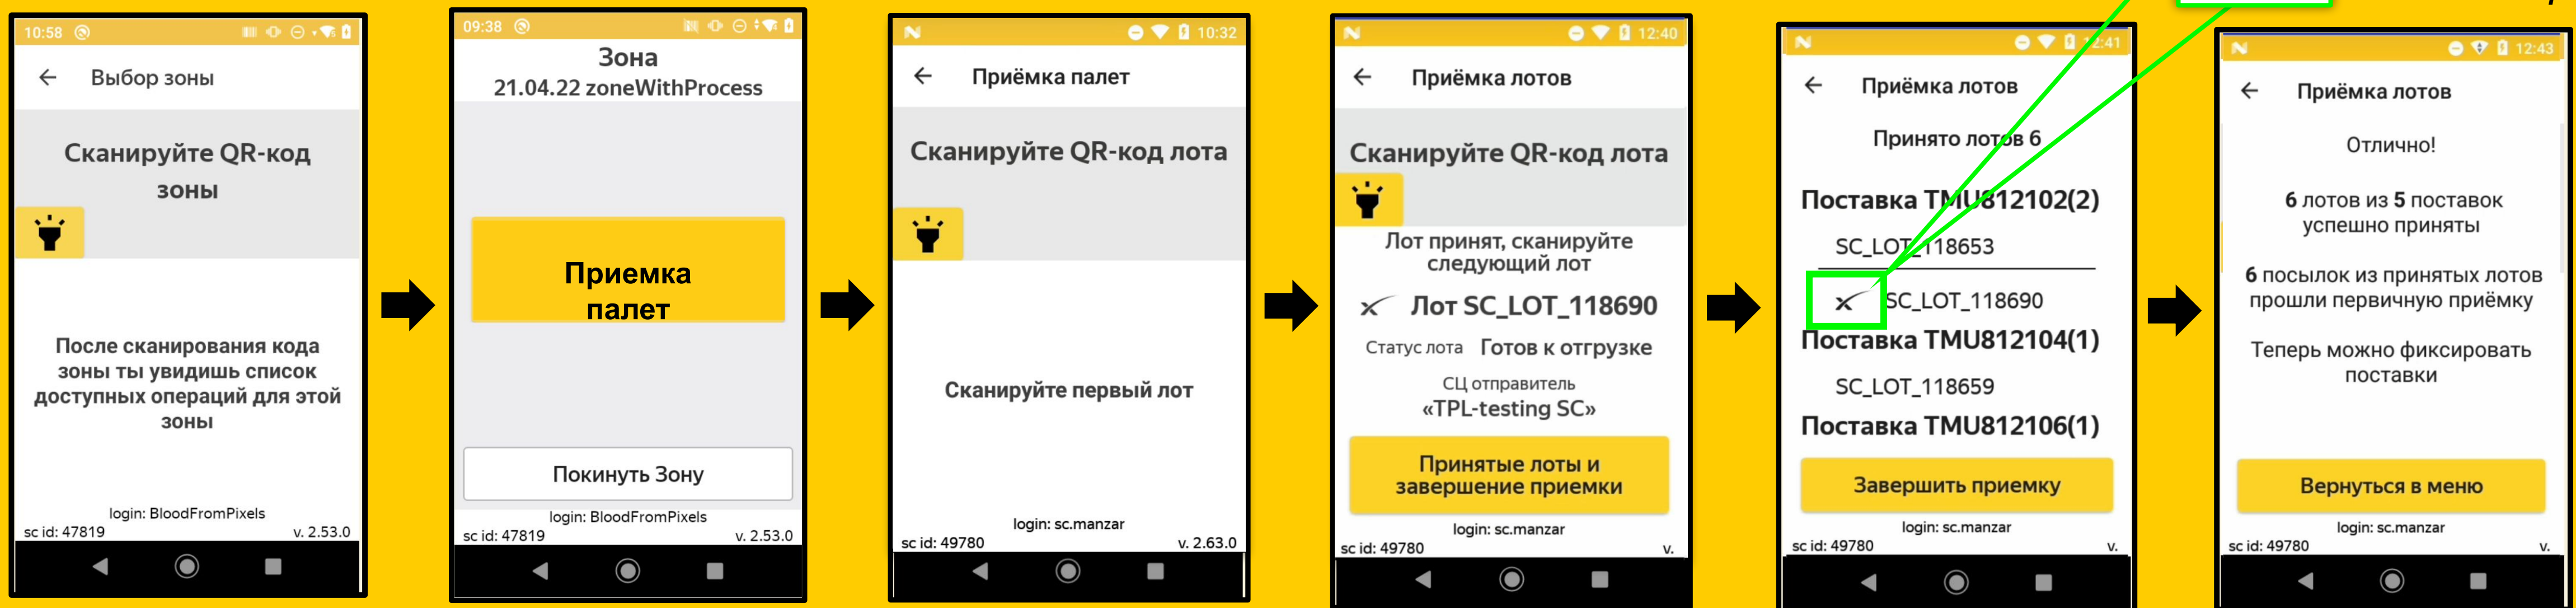 10:58
Выбор зоны
Сканируйте QR-код
зоны
После сканирования кода
зоны ты увидишь список
доступных операций для этой
зоны
login: BloodFromPixels
sc id: 47819
v. 2.53.0
09:38
Зона
21.04.22 zoneWithProcess
Приемка
палет
Покинуть Зону
login: BloodFromPixels
sc id: 47819
v. 2.53.0
10:32
Приёмка палет
Сканируйте QR-код лота
Сканируйте первый лот
login: sc.manzar
sc id: 49780
v. 2.63.0
12:40
Приёмка лотов
Сканируйте QR-код лота
Лот принят, сканируйте
следующий лот
Лот SC_LOT_118690
Статус лота Готов к отгрузке
СЦ отправитель
«TPL-testing SC»
Принятые лоты и
завершение приемки
login: sc.manzar
sc id: 49780
v.
12:41
Приёмка лотов
Принято лотов 6
Поставка TMU812102(2)
SC_LOT_118653
SC_LOT_118690
Поставка TMU812104(1)
SC_LOT_118659
Поставка TMU812106(1)
Завершить приемку
login: sc.manzar
sc id: 49780
v.
12:43
Приёмка лотов
Отлично!
6 лотов из 5 поставок
успешно приняты
6 посылок из принятых лотов
прошли первичную приёмку
Теперь можно фиксировать
поставки
Вернуться в меню
login: sc.manzar
sc id: 49780
v.